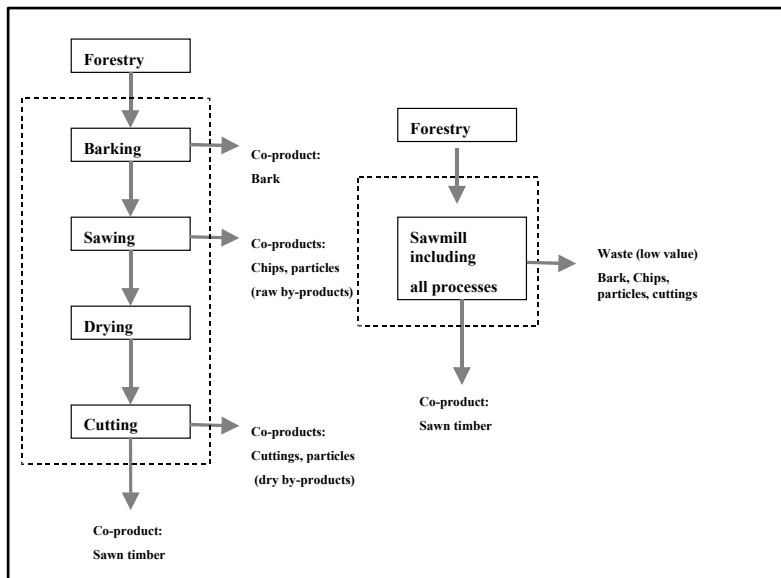 Forestry
Barking
Co-product:
Bark
Sawing
Co-products:
Chips, particles
(raw by-products)
Drying
Cutting
Co-products:
Cuttings, particles
(dry by-products)
Co-product:
Sawn timber
Forestry
Sawmill
including
all processes
Waste (low value)
Bark, Chips,
particles, cuttings
Co-product:
Sawn timber